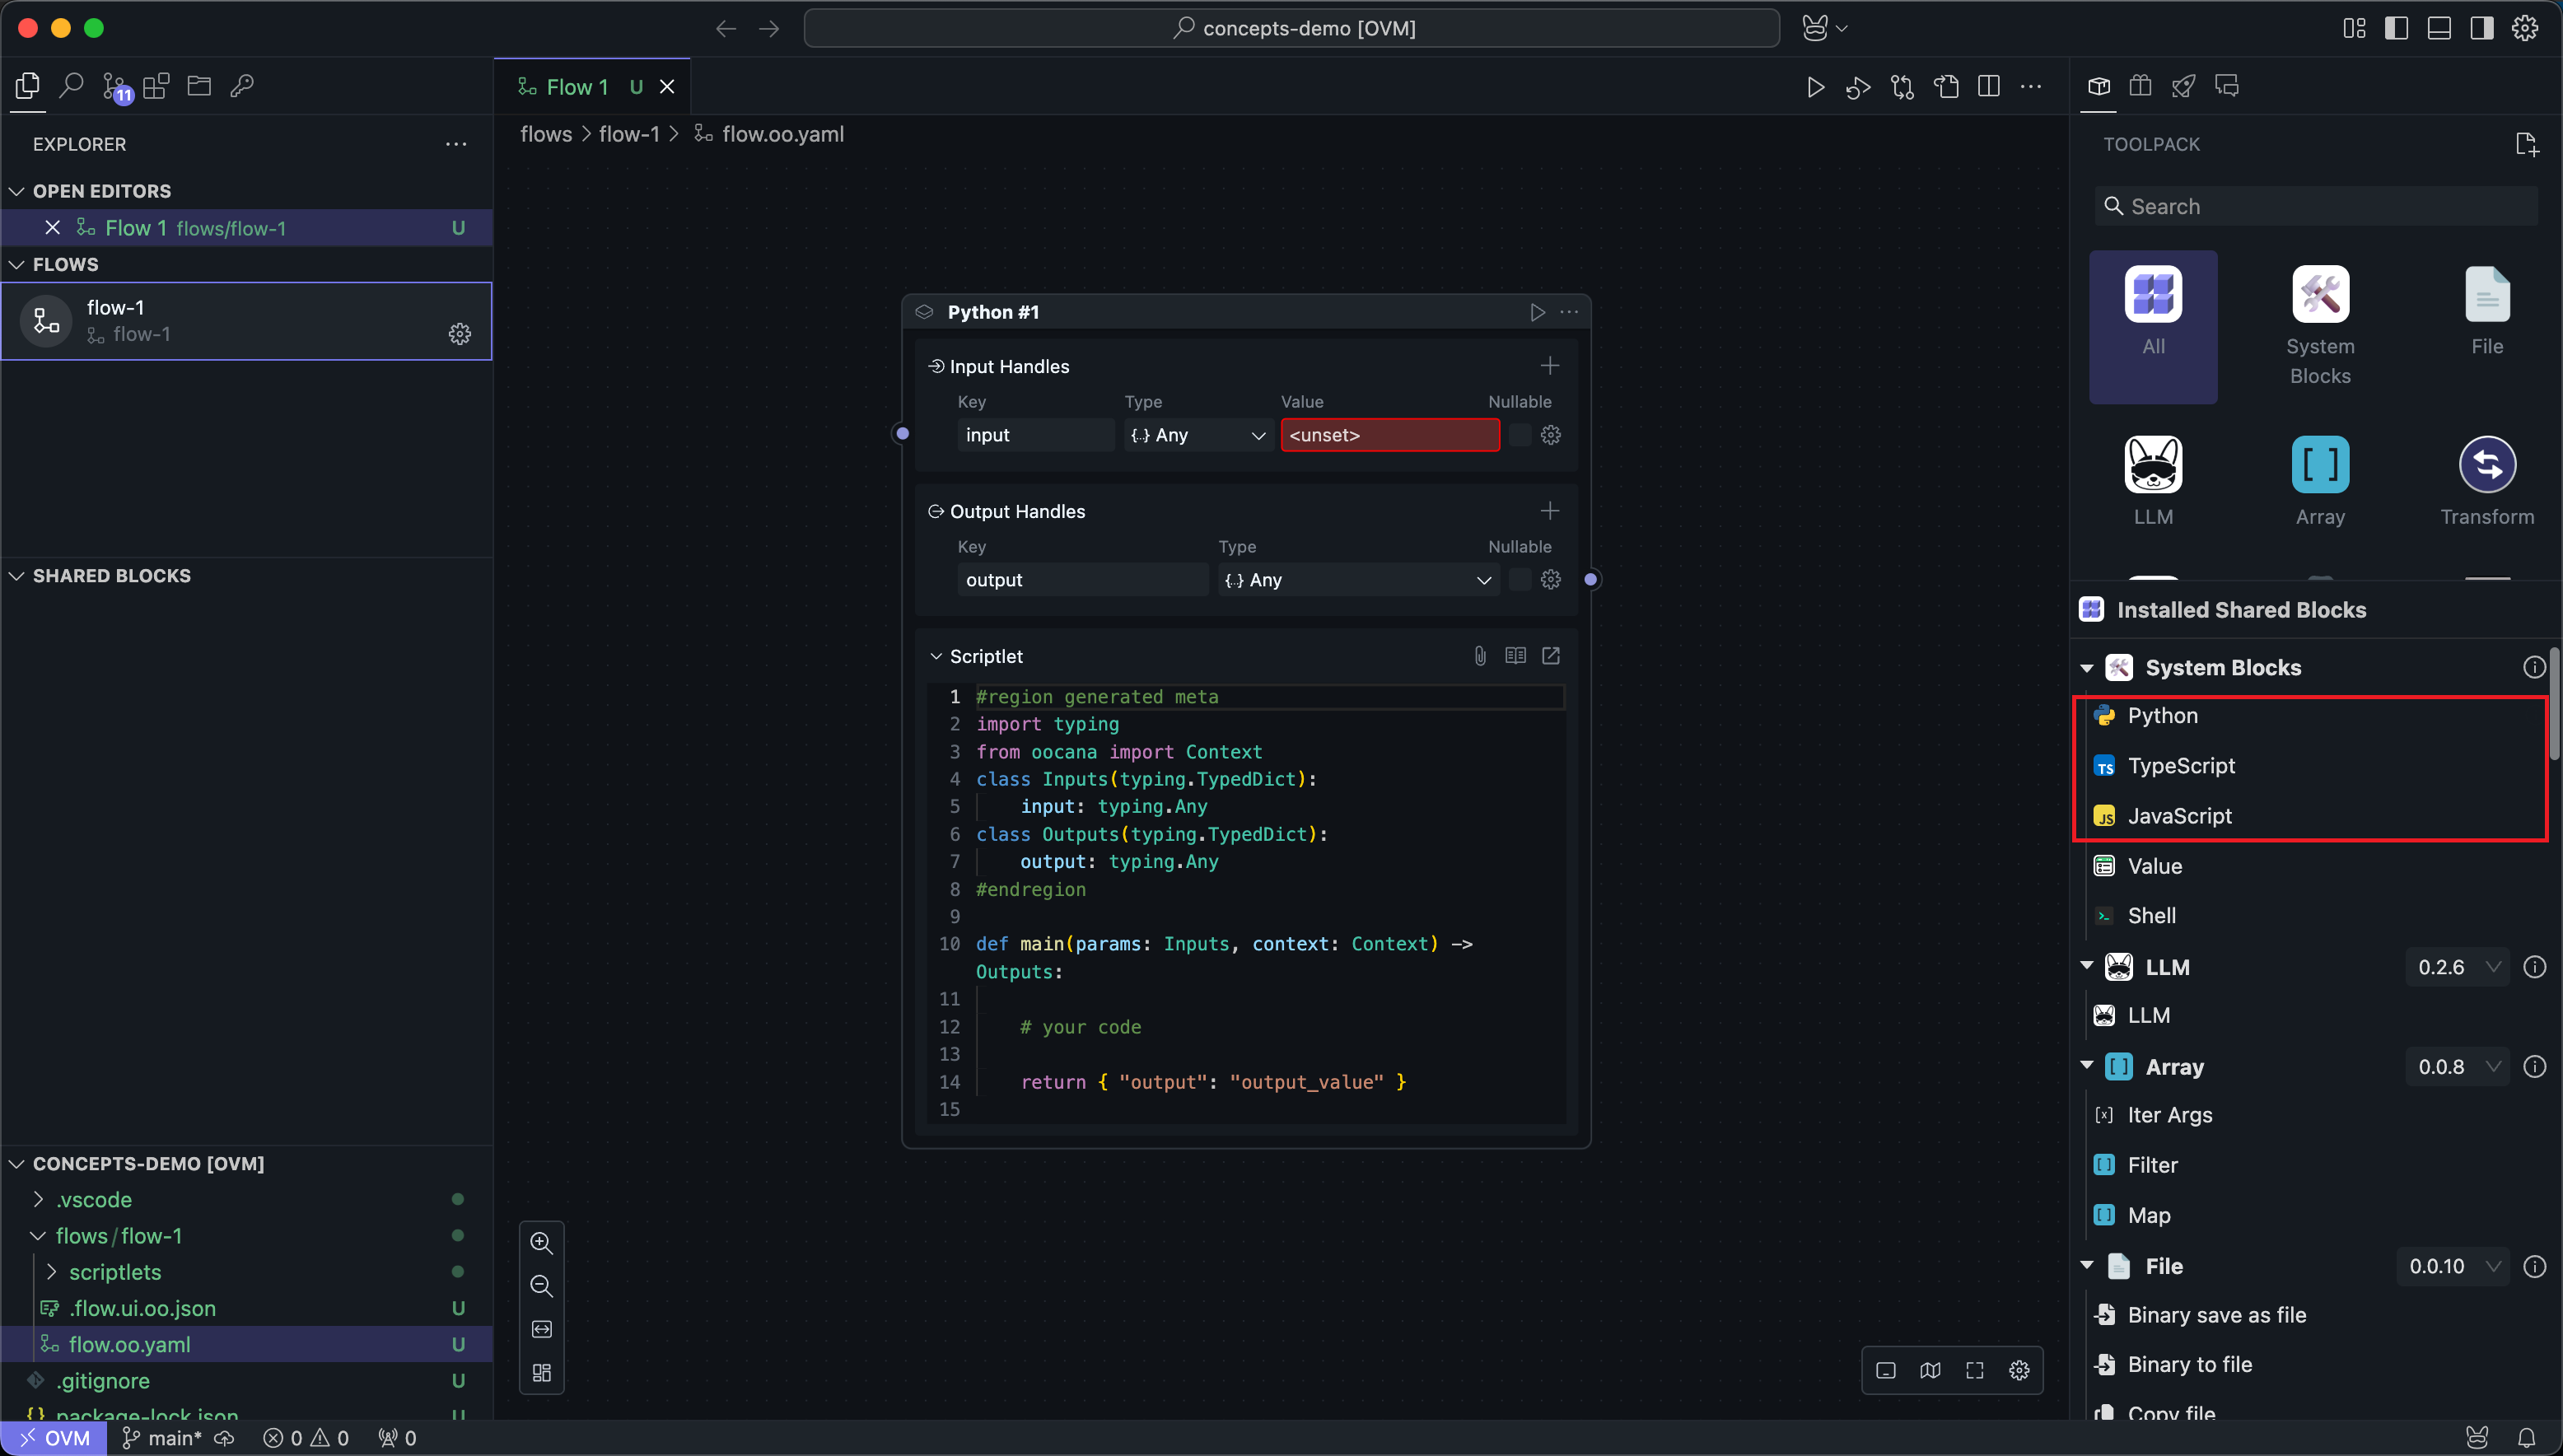 concepts-demo [OVM]
11
EXPLORER
OPEN EDITORS
Flow 1 flows/flow-1 U
FLOWS
flow-1
flow-1
SHARED BLOCKS
CONCEPTS-DEMO [OVM]
.vscode
flows/flow-1
scriptlets
.flow.ui.oo.json U
flow.oo.yaml U
.gitignore U
package-lock.json U
Flow 1 U
flows > flow-1 > flow.oo.yaml
Python #1
Input Handles
Key Type Value Nullable
input {..} Any <unset>
Output Handles
Key Type Nullable
output {..} Any
Scriptlet
1 #region generated meta
2 import typing
3 from oocana import Context
4 class Inputs(typing.TypedDict):
5 input: typing.Any
6 class Outputs(typing.TypedDict):
7 output: typing.Any
8 #endregion
9
10 def main(params: Inputs, context: Context) ->
Outputs:
11
12 # your code
13
14 return { "output": "output_value" }
15
TOOLPACK
Search
All
System
Blocks
File
LLM
Array
Transform
Installed Shared Blocks
System Blocks
Python
TS TypeScript
JS JavaScript
Value
Shell
LLM 0.2.6
LLM
Array 0.0.8
Iter Args
Filter
Map
File 0.0.10
Binary save as file
Binary to file
Copy file
OVM main* 0 0 0